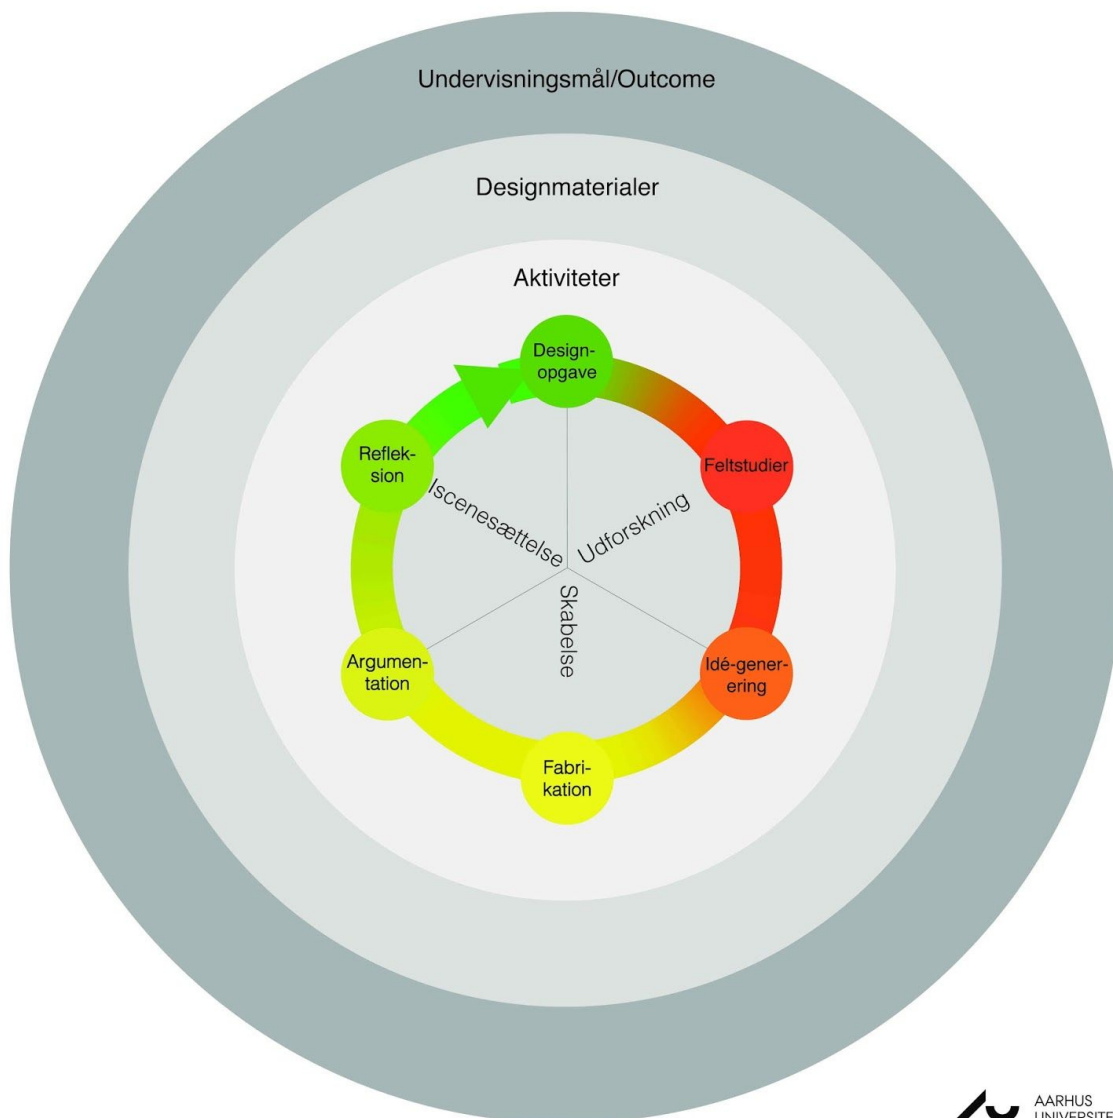 Undervisningsmål/Outcome
Designmaterialer
Aktiviteter
Design-
opgave
Feltstudier
Idé-gener-
ering
Fabri-
kation
Argumen-
tation
Reflek-
sion
Iscenesættelse
Udforskning
Skabelse
AARHUS
UNIVERSITE